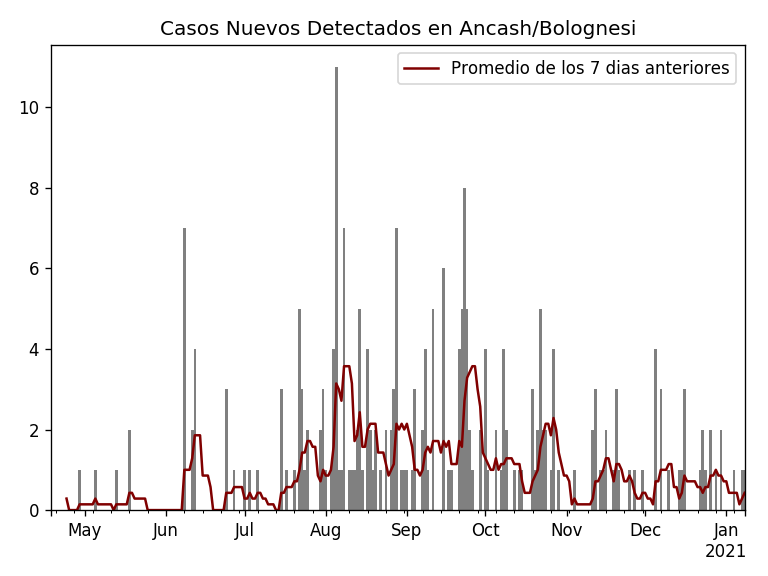 Casos Nuevos Detectados en Ancash/Bolognesi
Promedio de los 7 dias anteriores
10
8
6
4
2
0
May Jun Jul Aug Sep Oct Nov Dec Jan
2021